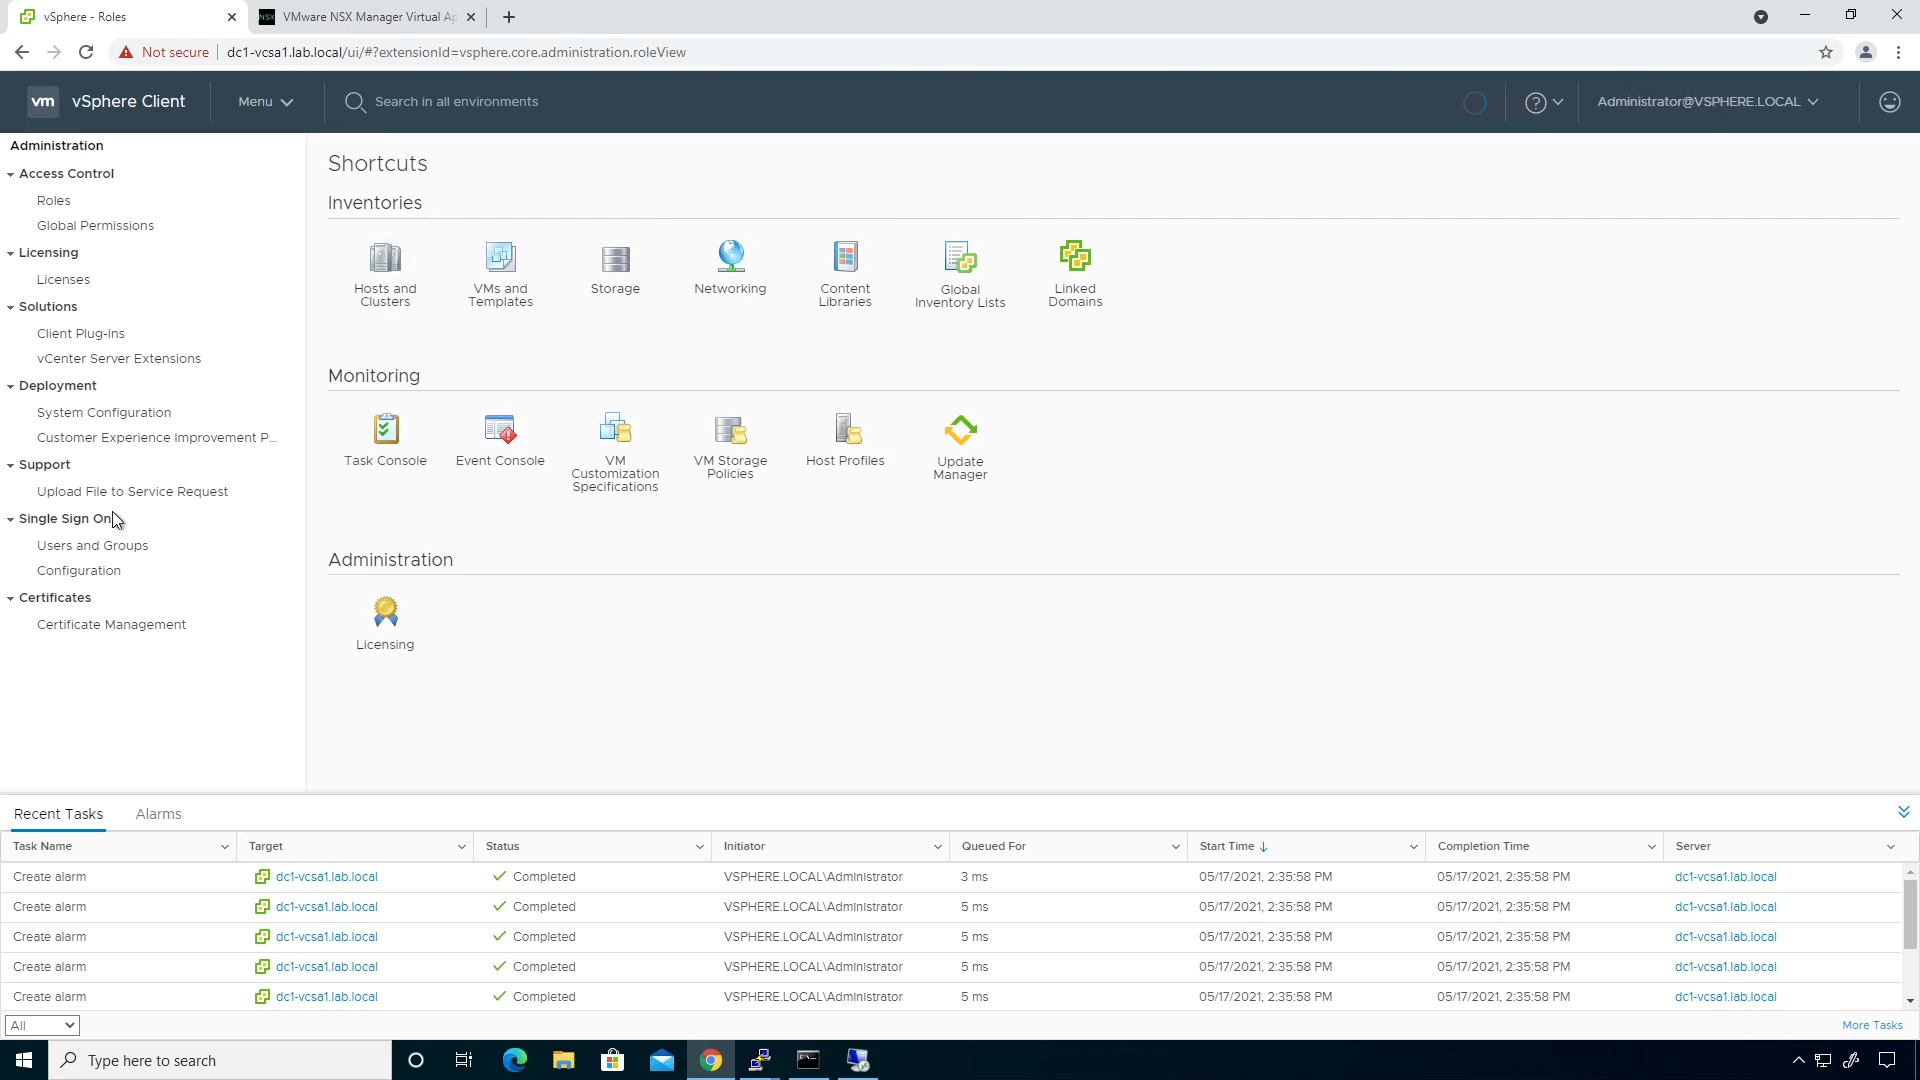 vSphere - Roles
NSX
VMware NSX Manager Virtual Ap
Not secure
dc1-vcsa1.lab.local/ui/#?extensionId=vsphere.core.administration.roleView
vm
vSphere Client
Menu
Search in all environments
?
Administrator@VSPHERE.LOCAL
Administration
Access Control
Roles
Global Permissions
Licensing
Licenses
Solutions
Client Plug-Ins
vCenter Server Extensions
Deployment
System Configuration
Customer Experience Improvement P...
Support
Upload File to Service Request
Single Sign On
Users and Groups
Configuration
Certificates
Certificate Management
Shortcuts
Inventories
Hosts and
Clusters
VMs and
Templates
Storage
Networking
Content
Libraries
Global
Inventory Lists
Linked
Domains
Monitoring
Task Console
Event Console
VM
Customization
Specifications
VM Storage
Policies
Host Profiles
Update
Manager
Administration
Licensing
Recent Tasks
Alarms
Task Name Target Status Initiator Queued For Start Time Completion Time Server
Create alarm dc1-vcsa1.lab.local Completed VSPHERE.LOCAL\Administrator 3 ms 05/17/2021, 2:35:58 PM 05/17/2021, 2:35:58 PM dc1-vcsa1.lab.local
Create alarm dc1-vcsa1.lab.local Completed VSPHERE.LOCAL\Administrator 5 ms 05/17/2021, 2:35:58 PM 05/17/2021, 2:35:58 PM dc1-vcsa1.lab.local
Create alarm dc1-vcsa1.lab.local Completed VSPHERE.LOCAL\Administrator 5 ms 05/17/2021, 2:35:58 PM 05/17/2021, 2:35:58 PM dc1-vcsa1.lab.local
Create alarm dc1-vcsa1.lab.local Completed VSPHERE.LOCAL\Administrator 5 ms 05/17/2021, 2:35:58 PM 05/17/2021, 2:35:58 PM dc1-vcsa1.lab.local
Create alarm dc1-vcsa1.lab.local Completed VSPHERE.LOCAL\Administrator 5 ms 05/17/2021, 2:35:58 PM 05/17/2021, 2:35:58 PM dc1-vcsa1.lab.local
All
More Tasks
Type here to search